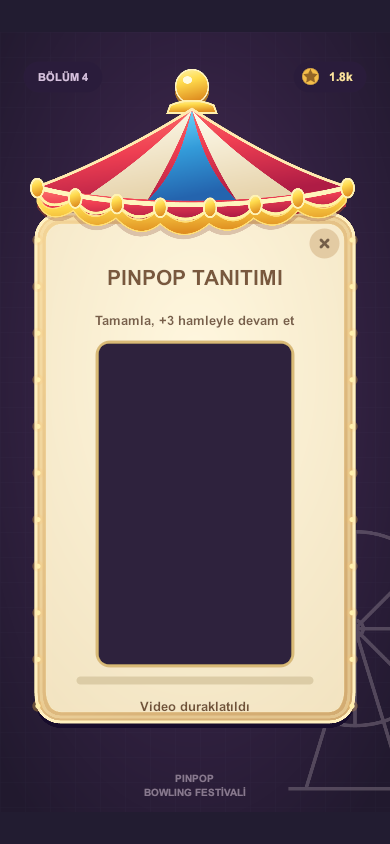 BÖLÜM 4
1.8k
PINPOP TANITIMI
Tamamla, +3 hamleyle devam et
Video duraklatıldı
PINPOP
BOWLING FESTİVALİ